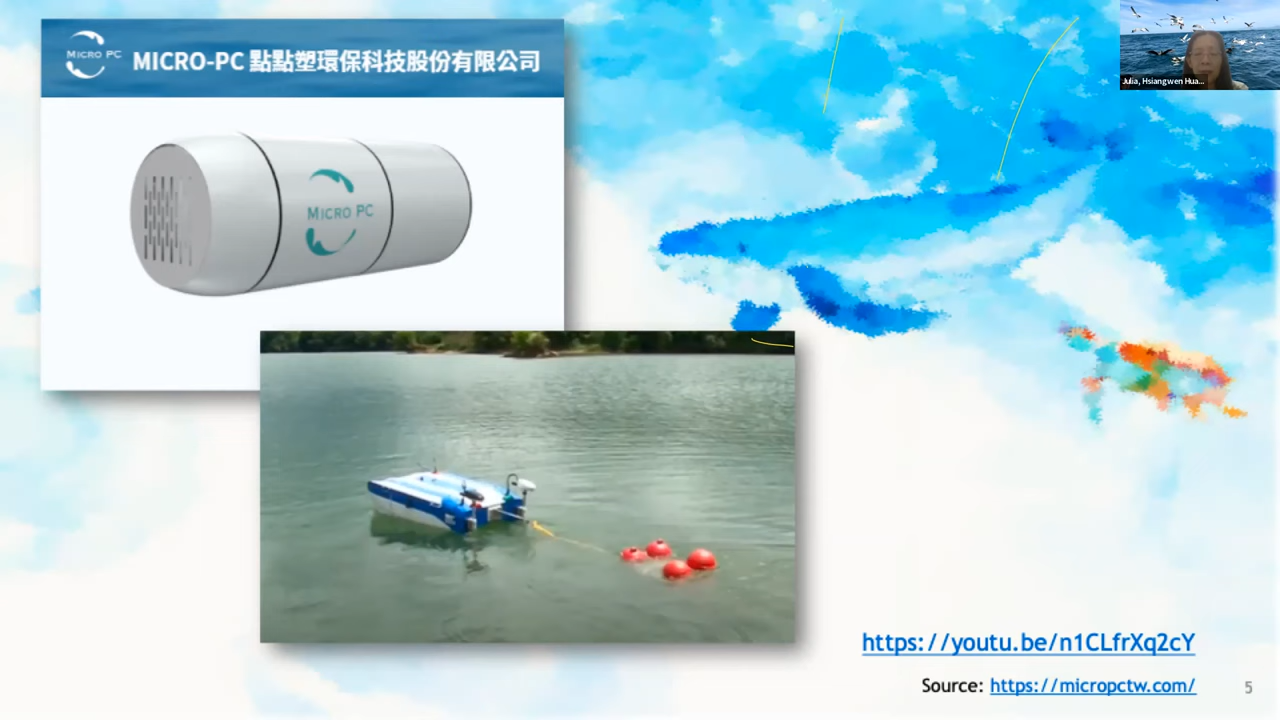 MICRO PC
MICRO-PC 點點塑環保科技股份有限公司
Julia, Hsiangwen Hua...
MICRO PC
https://youtu.be/n1CLfrXq2cY
Source: https://micropctw.com/
5